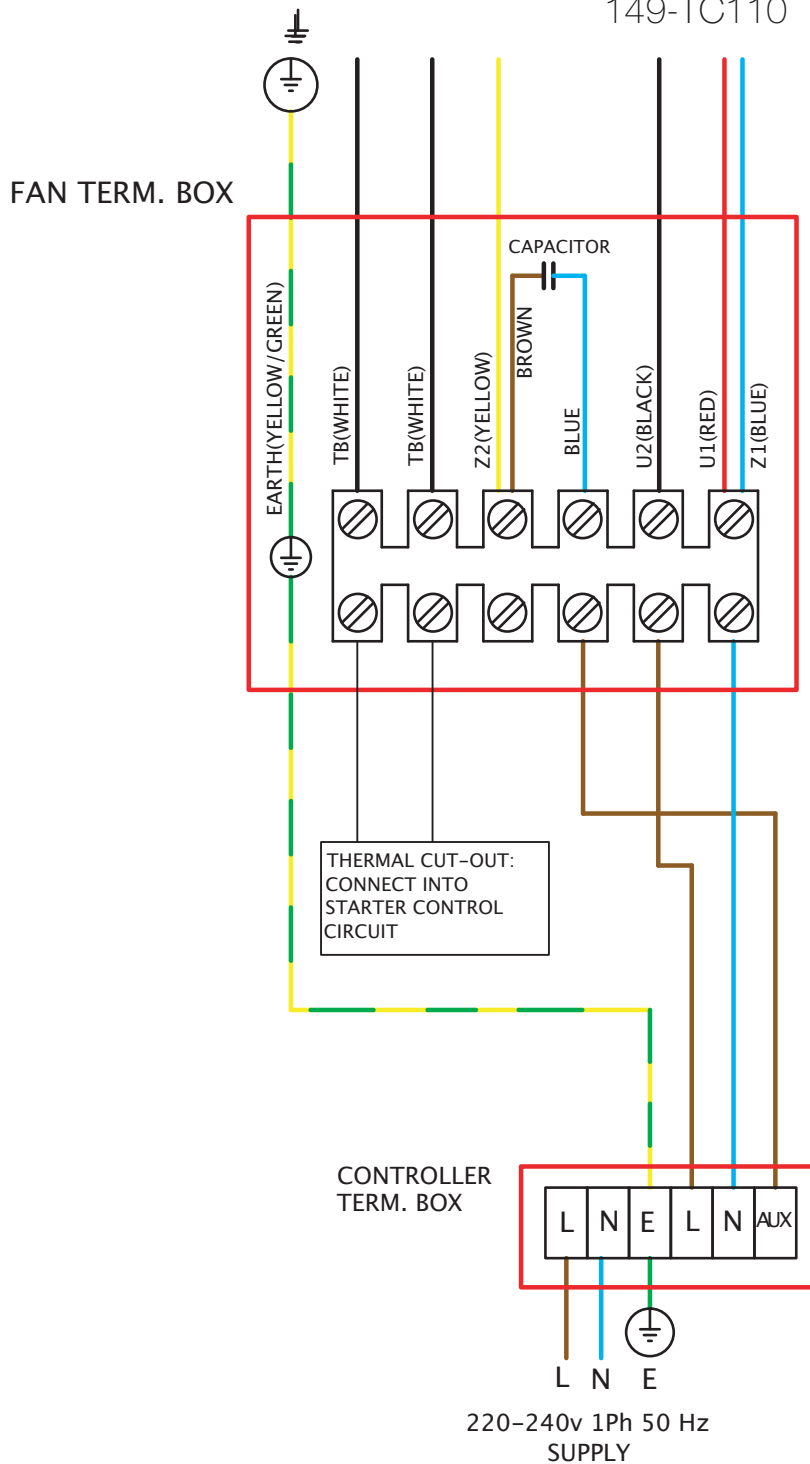 149-TC110
FAN TERM. BOX
CAPACITOR
EARTH(YELLOW/GREEN)
TB(WHITE)
TB(WHITE)
Z2(YELLOW)
BROWN
BLUE
U2(BLACK)
U1(RED)
Z1(BLUE)
THERMAL CUT-OUT:
CONNECT INTO
STARTER CONTROL
CIRCUIT
CONTROLLER
TERM. BOX
L N E L N AUX
L N E
220-240v 1Ph 50 Hz
SUPPLY